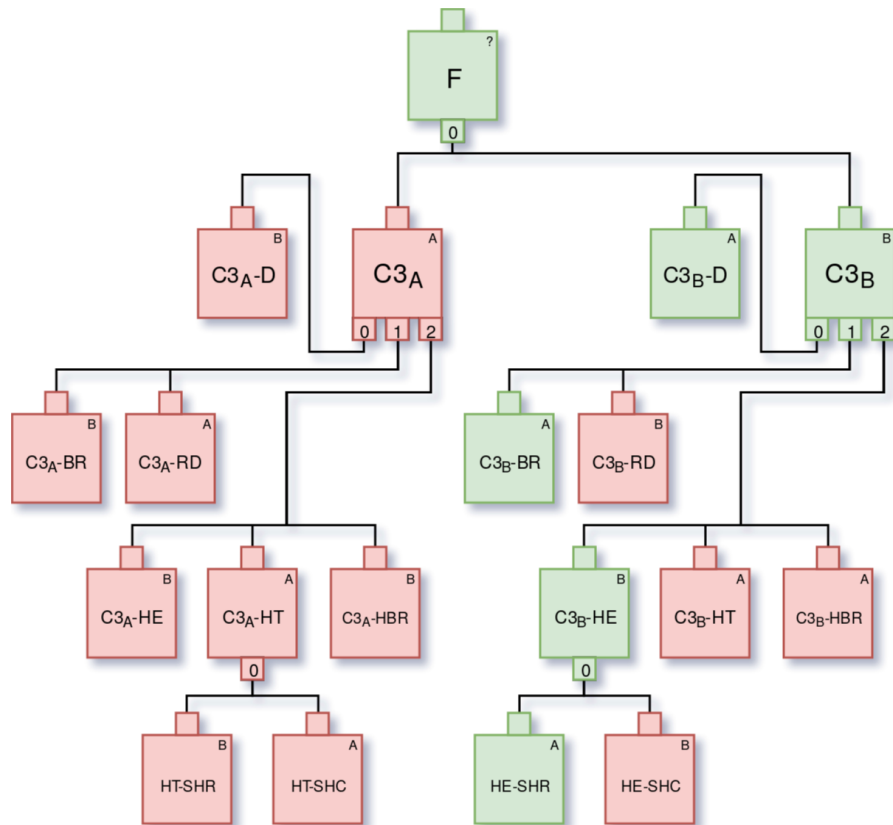 ?
F
0
B
C3A-D
A
C3A
0 1 2
A
C3B-D
B
C3B
0 1 2
B
C3A-BR
A
C3A-RD
A
C3B-BR
B
C3B-RD
B
C3A-HE
A
C3A-HT
0
B
C3A-HBR
B
C3B-HE
0
A
C3B-HT
A
C3B-HBR
B
HT-SHR
A
HT-SHC
A
HE-SHR
B
HE-SHC